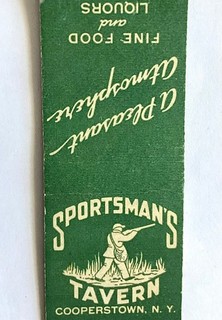 SPORTSMAN'S
TAVERN
COOPERSTOWN, N. Y.
A Pleasant
Atmosphere
FINE FOOD
and
LIQUORS